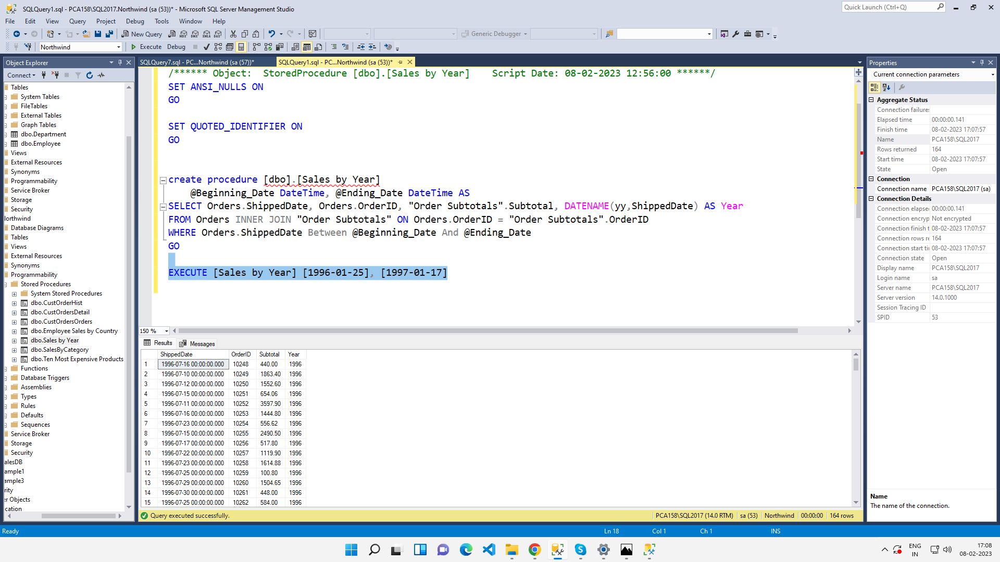 SQLQuery1.sql - PCA158\SQL2017.Northwind (sa (53))* - Microsoft SQL Server Management Studio
Quick Launch (Ctrl+Q)
File Edit View Query Project Debug Tools Window Help
New Query
MDX DMX XMLA DAX
Generic Debugger
Northwind
Execute Debug
Object Explorer
Connect
Tables
System Tables
FileTables
External Tables
Graph Tables
dbo.Department
dbo.Employee
Views
External Resources
Synonyms
Programmability
Service Broker
Storage
Security
lorthwind
Database Diagrams
Tables
Views
External Resources
Synonyms
Programmability
Stored Procedures
System Stored Procedures
dbo.CustOrderHist
dbo.CustOrdersDetail
dbo.CustOrdersOrders
dbo.Employee Sales by Country
dbo.Sales by Year
dbo.SalesByCategory
dbo.Ten Most Expensive Products
Functions
Database Triggers
Assemblies
Types
Rules
Defaults
Sequences
Service Broker
Storage
Security
alesDB
ample1
ample3
rity
er Objects
cation
SQLQuery7.sql - PC...Northwind (sa (57))*
SQLQuery1.sql - PC...Northwind (sa (53))*
/****** Object:  StoredProcedure [dbo].[Sales by Year]    Script Date: 08-02-2023 12:56:00 ******/
SET ANSI_NULLS ON
GO
SET QUOTED_IDENTIFIER ON
GO
create procedure [dbo].[Sales by Year]
@Beginning_Date DateTime, @Ending_Date DateTime AS
SELECT Orders.ShippedDate, Orders.OrderID, "Order Subtotals".Subtotal, DATENAME(yy,ShippedDate) AS Year
FROM Orders INNER JOIN "Order Subtotals" ON Orders.OrderID = "Order Subtotals".OrderID
WHERE Orders.ShippedDate Between @Beginning_Date And @Ending_Date
GO
EXECUTE [Sales by Year] [1996-01-25], [1997-01-17]
150 %
Results Messages
ShippedDate OrderID Subtotal Year
1 1996-07-16 00:00:00.000 10248 440.00 1996
2 1996-07-10 00:00:00.000 10249 1863.40 1996
3 1996-07-12 00:00:00.000 10250 1552.60 1996
4 1996-07-15 00:00:00.000 10251 654.06 1996
5 1996-07-11 00:00:00.000 10252 3597.90 1996
6 1996-07-16 00:00:00.000 10253 1444.80 1996
7 1996-07-23 00:00:00.000 10254 556.62 1996
8 1996-07-15 00:00:00.000 10255 2490.50 1996
9 1996-07-17 00:00:00.000 10256 517.80 1996
10 1996-07-22 00:00:00.000 10257 1119.90 1996
11 1996-07-23 00:00:00.000 10258 1614.88 1996
12 1996-07-25 00:00:00.000 10259 100.80 1996
13 1996-07-29 00:00:00.000 10260 1504.65 1996
14 1996-07-30 00:00:00.000 10261 448.00 1996
15 1996-07-25 00:00:00.000 10262 584.00 1996
Query executed successfully.
PCA158\SQL2017 (14.0 RTM) sa (53) Northwind 00:00:00 164 rows
Properties
Current connection parameters
Aggregate Status
Connection failures
Elapsed time 00:00:00.141
Finish time 08-02-2023 17:07:57
Name PCA158\SQL2017
Rows returned 164
Start time 08-02-2023 17:07:57
State Open
Connection
Connection name PCA158\SQL2017 (sa)
Connection Details
Connection elapse 00:00:00.141
Connection encryp Not encrypted
Connection finish t 08-02-2023 17:07:57
Connection rows re 164
Connection start ti 08-02-2023 17:07:57
Connection state Open
Display name PCA158\SQL2017
Login name sa
Server name PCA158\SQL2017
Server version 14.0.1000
Session Tracing ID
SPID 53
Name
The name of the connection.
Ready
Ln 18 Col 1 Ch 1 INS
ENG
IN
17:08
08-02-2023